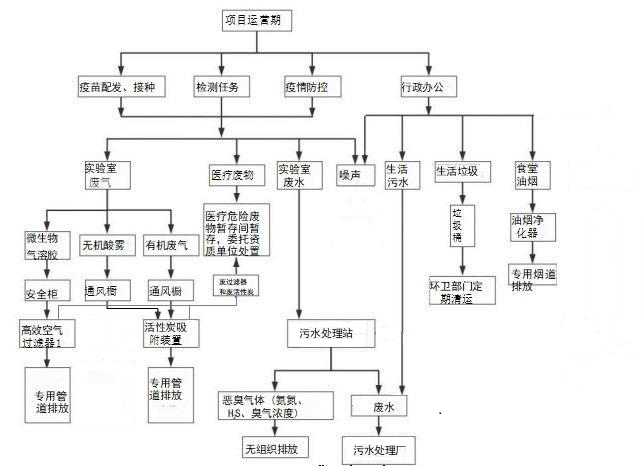 项目运营期
疫苗配发、接种
检测任务
疫情防控
行政办公
实验室
废气
医疗废物
实验室
废水
噪声
生活
污水
生活垃圾
食堂
油烟
微生物
气溶胶
无机酸雾
有机废气
医疗危险废
物暂存间暂
存，委托资
质单位处置
垃
圾
桶
油烟净
化器
安全柜
通风橱
通风橱
废过滤器
和废活性炭
环卫部门定
期清运
专用烟道
排放
高效空气
过滤器1
活性炭吸
附装置
污水处理站
专用管
道排放
专用管
道排放
恶臭气体（氨氮、
H₂S、臭气浓度）
废水
无组织排放
污水处理厂